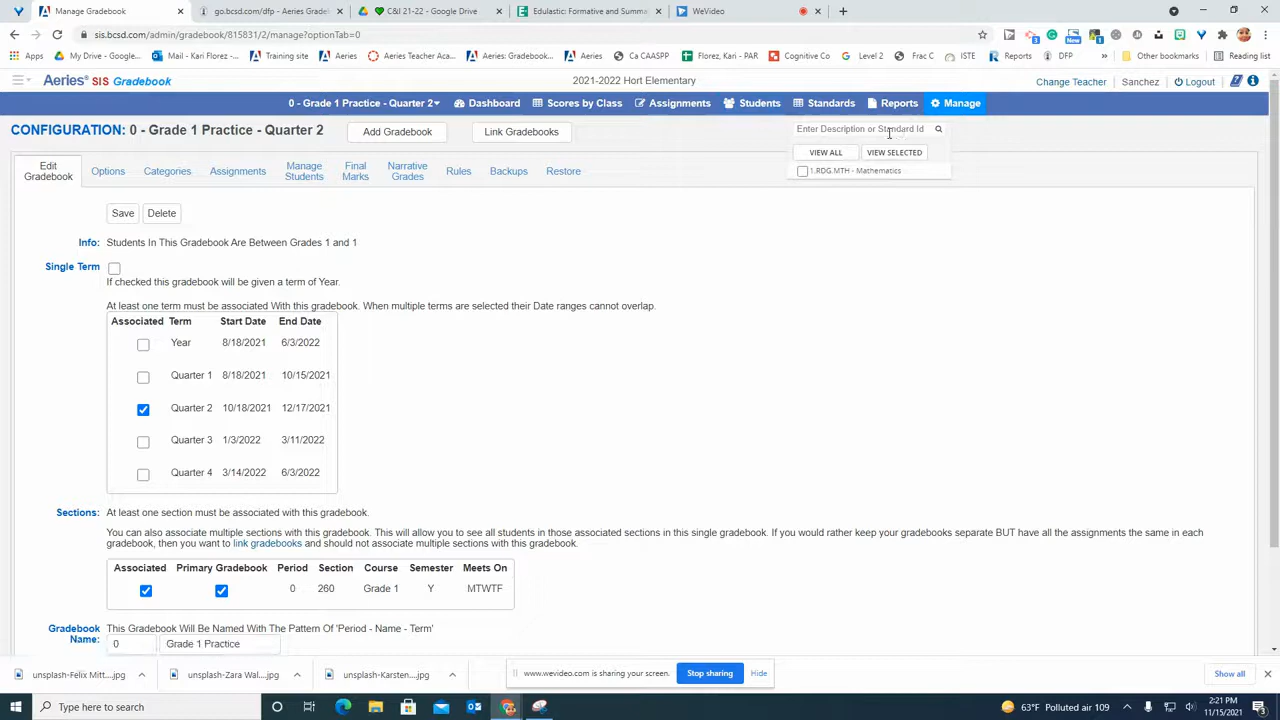 Manage Gradebook
go.bcsd.com/dfp - Aeries Gradeb
C&I 21-22 - Google Drive
Edulastic: Formative and Summa
WeVideo
sis.bcsd.com/admin/gradebook/815831/2/manage?optionTab=0
Apps
My Drive - Google...
Mail - Kari Florez -...
Training site
Aeries Teacher Aca...
Aeries: Gradebook...
Aeries
Ca CAASPP
Florez, Kari - PAR
Cognitive Co
Level 2
Frac C
ISTE
Reports
DFP
»
Other bookmarks
Reading list
Aeries® SIS Gradebook
2021-2022 Hort Elementary
Change Teacher
Sanchez
Logout
0 - Grade 1 Practice - Quarter 2
Dashboard
Scores by Class
Assignments
Students
Standards
Reports
Manage
CONFIGURATION: 0 - Grade 1 Practice - Quarter 2
Add Gradebook
Link Gradebooks
Enter Description or Standard Id
VIEW ALL
VIEW SELECTED
1.RDG.MTH - Mathematics
Edit Gradebook
Options
Categories
Assignments
Manage Students
Final Marks
Narrative Grades
Rules
Backups
Restore
Save
Delete
Info: Students In This Gradebook Are Between Grades 1 and 1
Single Term
If checked this gradebook will be given a term of Year.
At least one term must be associated With this gradebook. When multiple terms are selected their Date ranges cannot overlap.
Associated Term Start Date End Date
Year 8/18/2021 6/3/2022
Quarter 1 8/18/2021 10/15/2021
Quarter 2 10/18/2021 12/17/2021
Quarter 3 1/3/2022 3/11/2022
Quarter 4 3/14/2022 6/3/2022
Sections: At least one section must be associated with this gradebook.
You can also associate multiple sections with this gradebook. This will allow you to see all students in those associated sections in this single gradebook. If you would rather keep your gradebooks separate BUT have all the assignments the same in each
gradebook, then you want to link gradebooks and should not associate multiple sections with this gradebook.
Associated Primary Gradebook Period Section Course Semester Meets On
0 260 Grade 1 Y MTWTF
Gradebook Name:
This Gradebook Will Be Named With The Pattern Of 'Period - Name - Term'
0 Grade 1 Practice
unsplash-Felix Mitt....jpg
unsplash-Zara Wal....jpg
unsplash-Karsten....jpg
www.wevideo.com is sharing your screen.
Stop sharing
Hide
Show all
Type here to search
63°F Polluted air 109
2:21 PM
11/15/2021
3